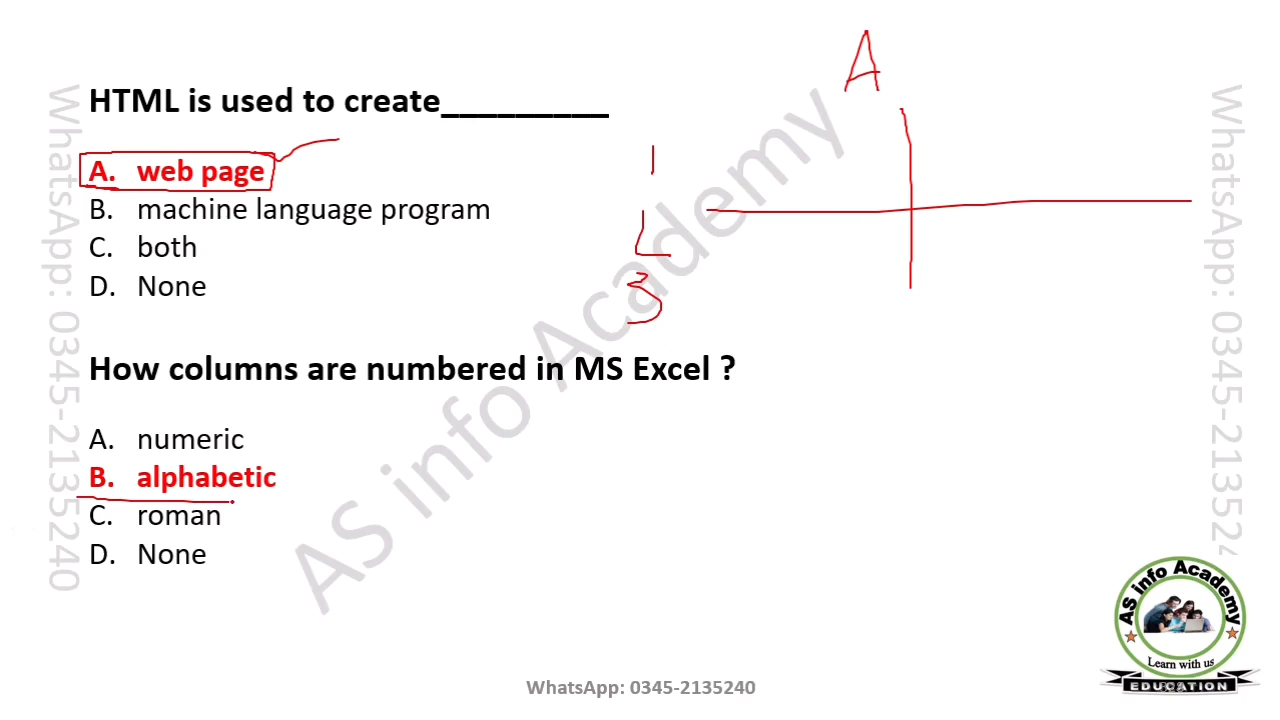 HTML is used to create_________
A. web page
B. machine language program
C. both
D. None
A
1
2
3
How columns are numbered in MS Excel ?
A. numeric
B. alphabetic
C. roman
D. None
AS info Academy
WhatsApp: 0345-2135240
WhatsApp: 0345-213524
WhatsApp: 0345-2135240
AS info Academy
Learn with us
EDUCATION